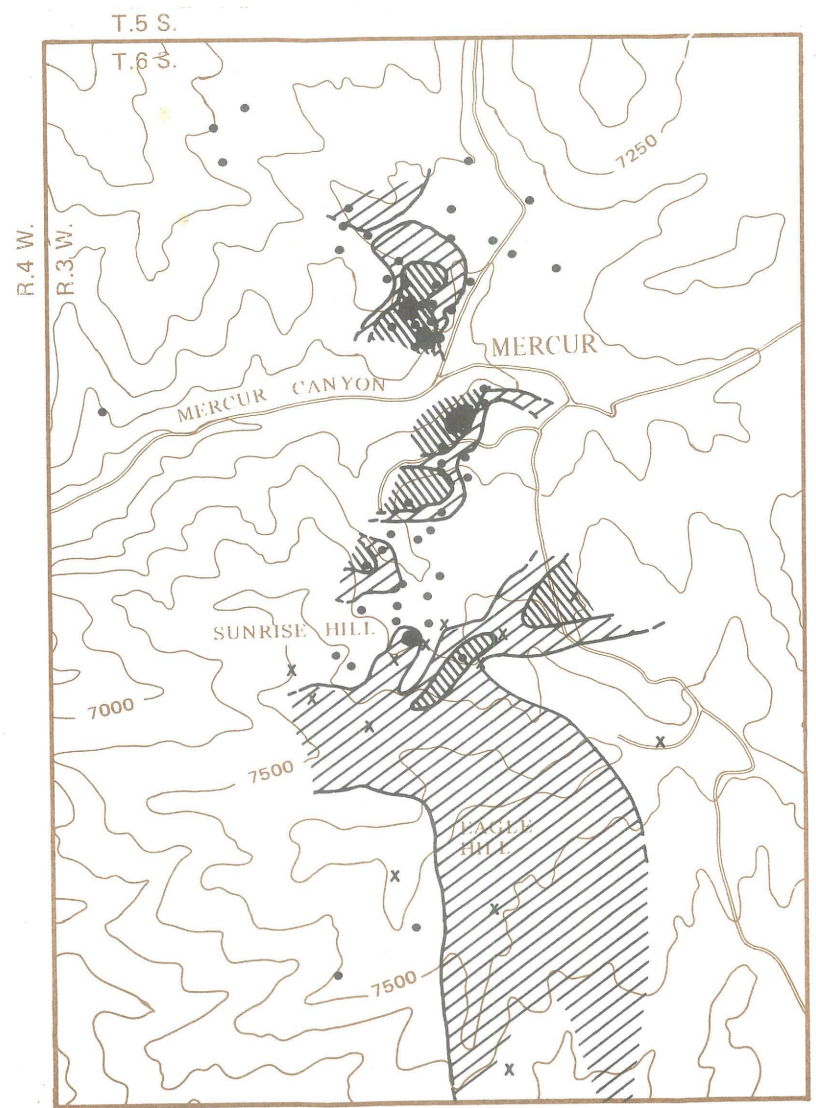 T.5 S.
T.6 S.
7250
R.4 W.
R.3 W.
MERCUR
MERCUR CANYON
SUNRISE HILL
7000
7500
EAGLE
HILL
7500